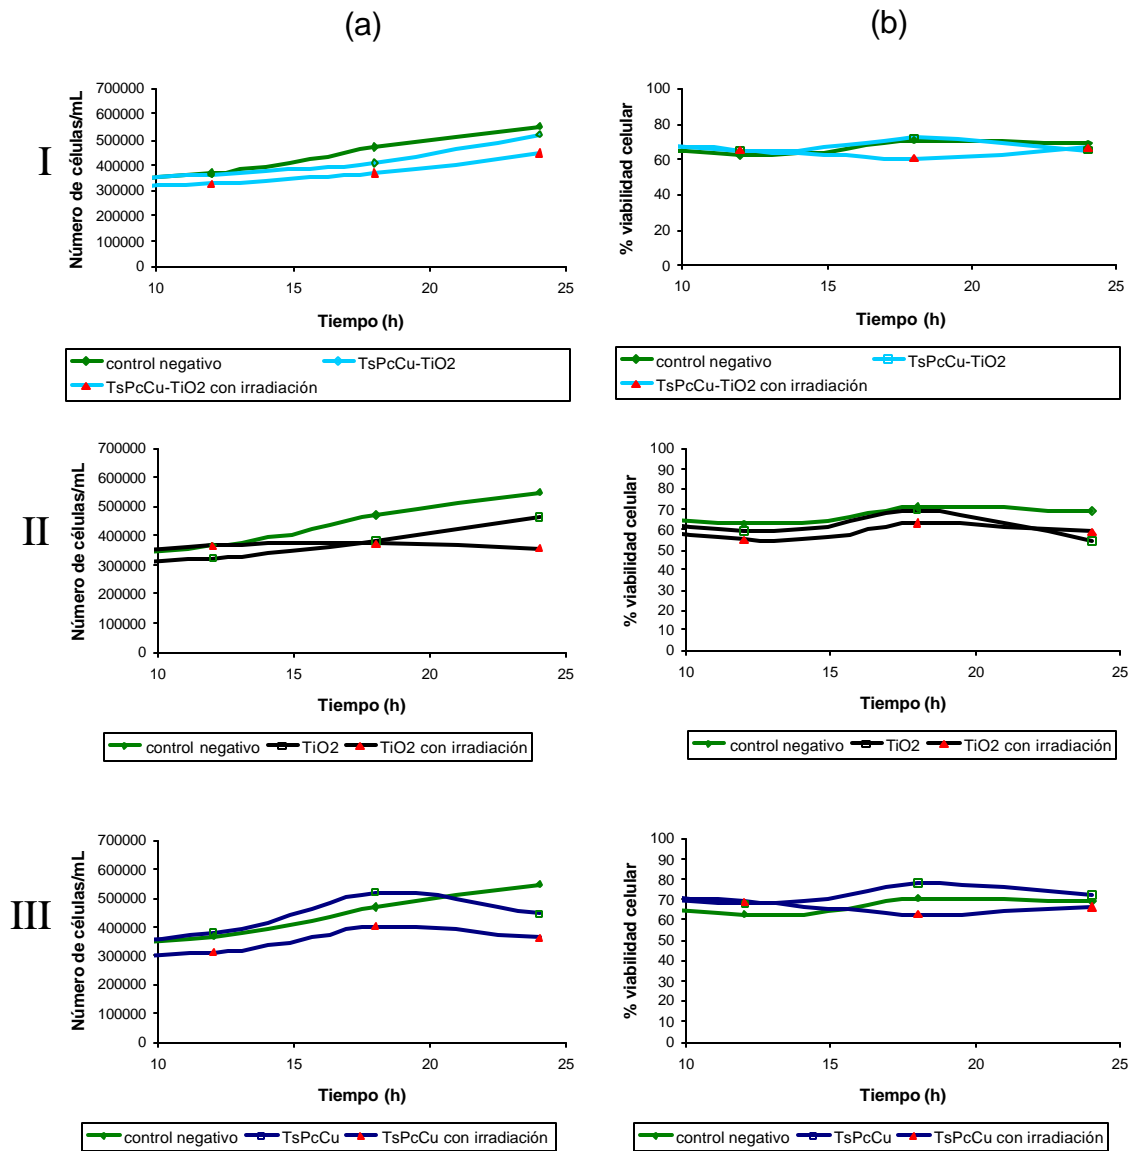 (a)
(b)
I
Número de células/mL
700000
600000
500000
400000
300000
200000
100000
0
10
15
20
25
Tiempo (h)
control negativo
TsPcCu-TiO2
TsPcCu-TiO2 con irradiación
% viabilidad celular
100
80
60
40
20
0
10
15
20
25
Tiempo (h)
control negativo
TsPcCu-TiO2
TsPcCu-TiO2 con irradiación
II
Número de células/mL
700000
600000
500000
400000
300000
200000
100000
0
10
15
20
25
Tiempo (h)
control negativo
TiO2
TiO2 con irradiación
% viabilidad celular
100
90
80
70
60
50
40
30
20
10
0
10
15
20
25
Tiempo (h)
control negativo
TiO2
TiO2 con irradiación
III
Número de células/mL
700000
600000
500000
400000
300000
200000
100000
0
10
15
20
25
Tiempo (h)
control negativo
TsPcCu
TsPcCu con irradiación
% viabilidad celular
100
90
80
70
60
50
40
30
20
10
0
10
15
20
25
Tiempo (h)
control negativo
TsPcCu
TsPcCu con irradiación